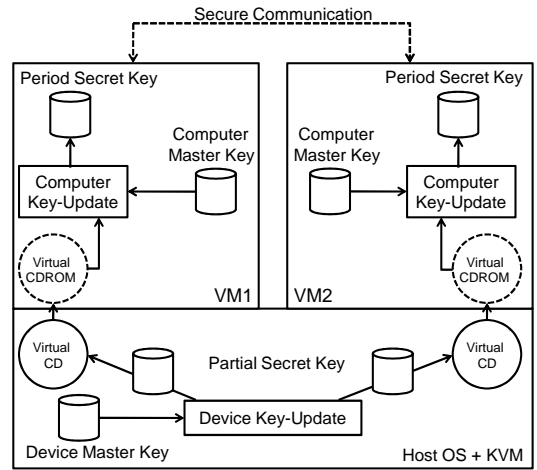 Secure Communication
Period Secret Key
Period Secret Key
Computer
Master Key
Computer
Master Key
Computer
Key-Update
Computer
Key-Update
Virtual
CDROM
Virtual
CDROM
VM1
VM2
Virtual
CD
Partial Secret Key
Virtual
CD
Device Key-Update
Device Master Key
Host OS + KVM